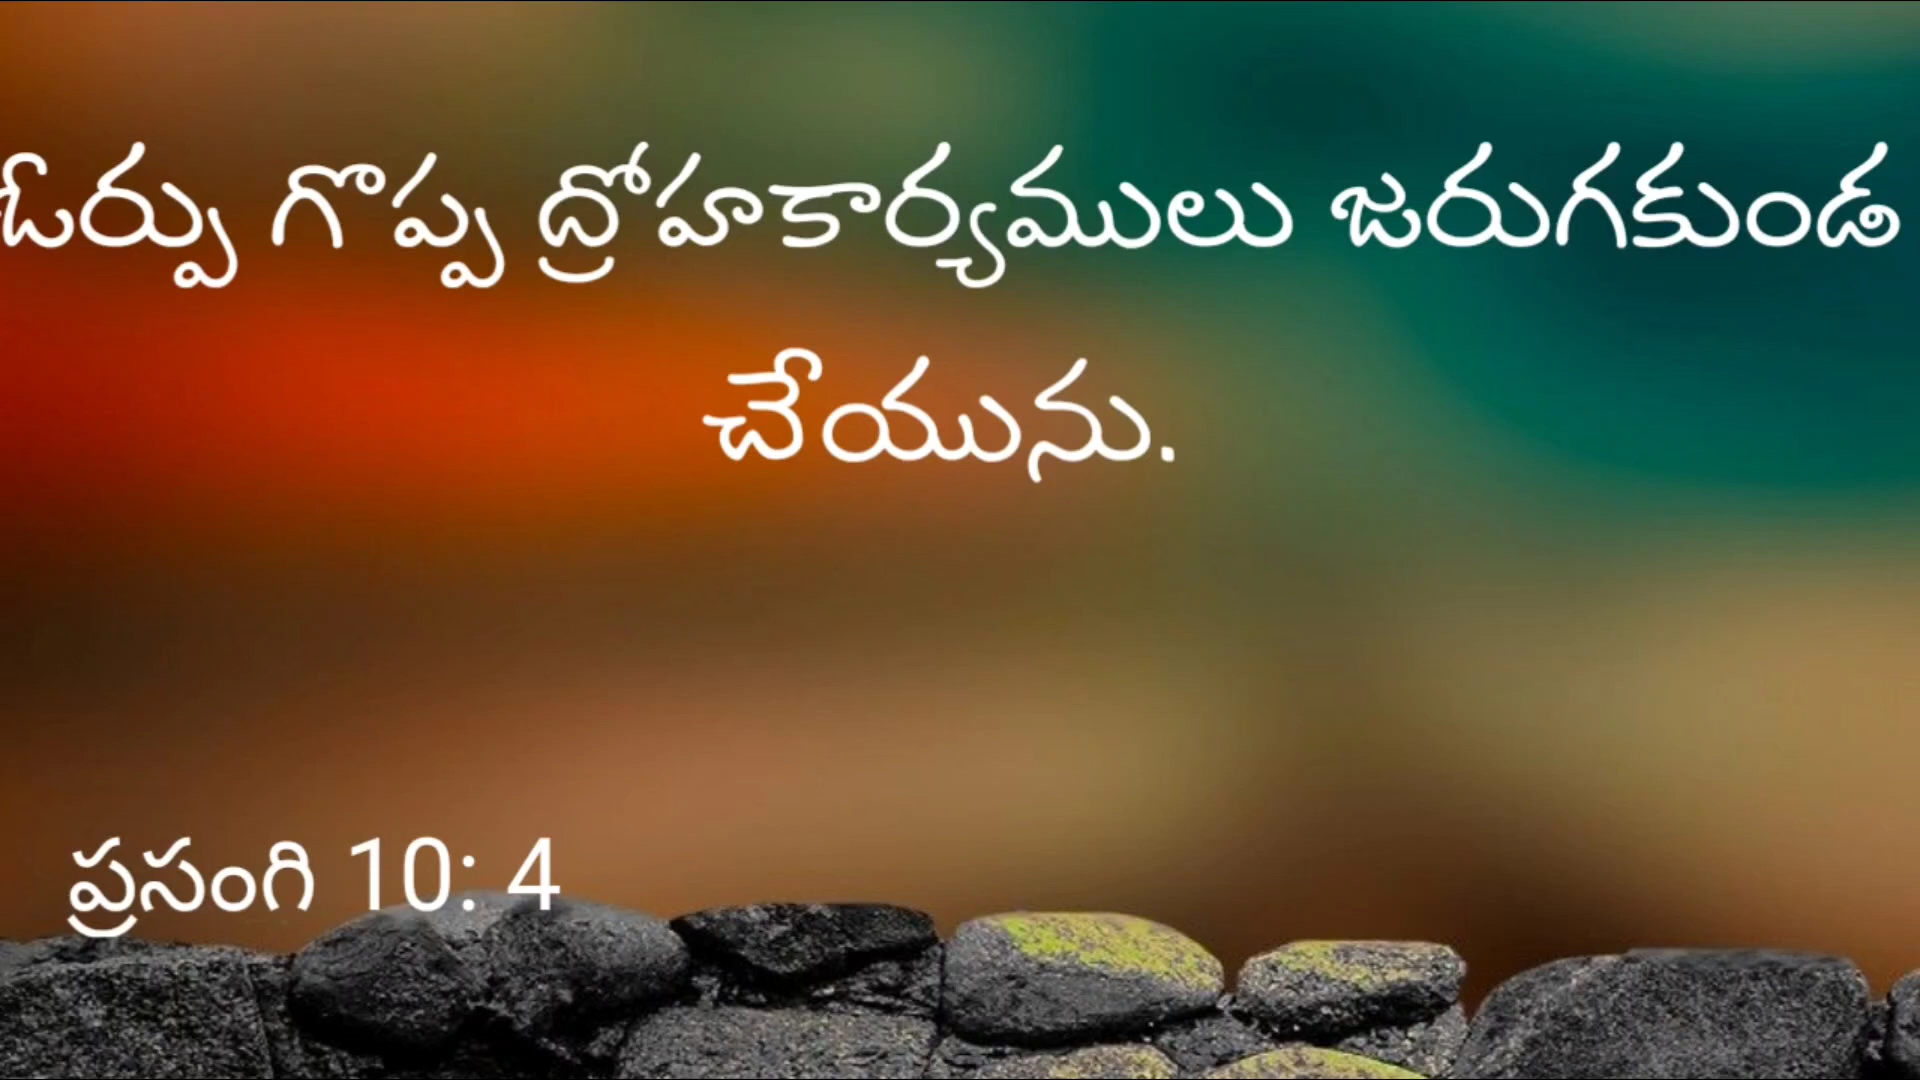 ఓర్పు గొప్ప ద్రోహకార్యములు జరుగకుండ
చేయును.
ప్రసంగి 10: 4